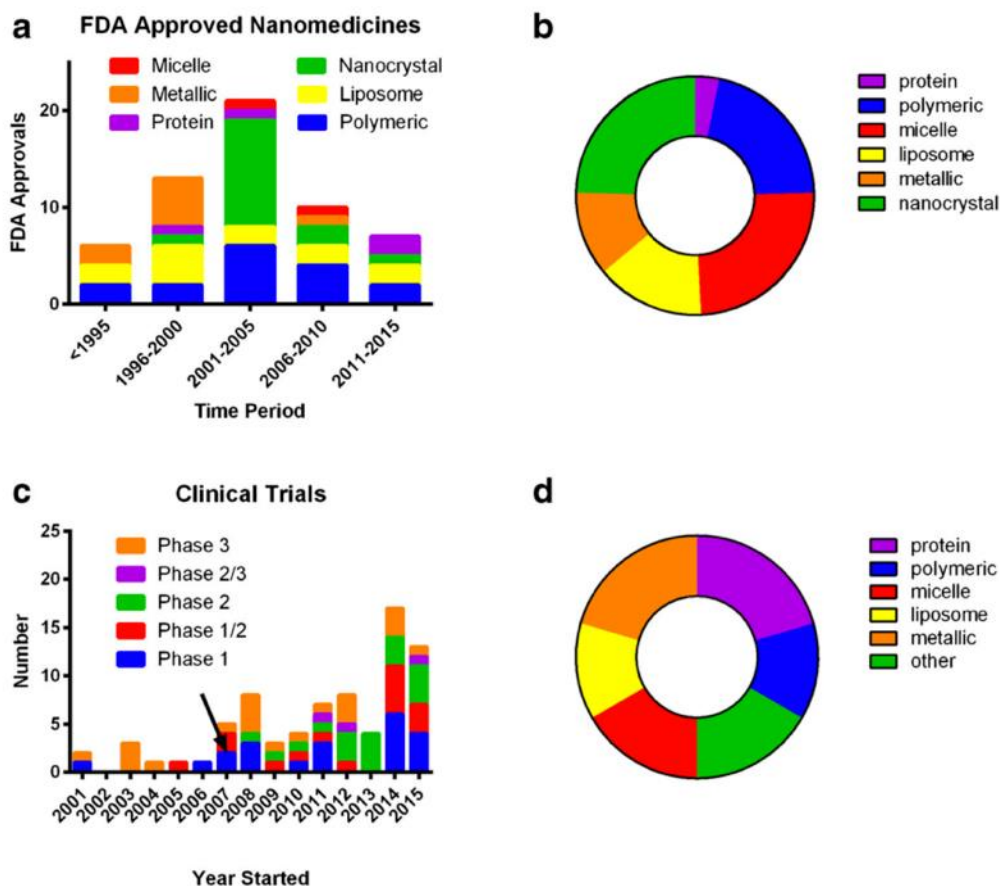 a
FDA Approved Nanomedicines
Micelle
Metallic
Protein
Nanocrystal
Liposome
Polymeric
FDA Approvals
20
10
0
<1995
1996-2000
2001-2005
2006-2010
2011-2015
Time Period
b
protein
polymeric
micelle
liposome
metallic
nanocrystal
c
Clinical Trials
Phase 3
Phase 2/3
Phase 2
Phase 1/2
Phase 1
Number
25
20
15
10
5
0
2001
2002
2003
2004
2005
2006
2007
2008
2009
2010
2011
2012
2013
2014
2015
Year Started
d
protein
polymeric
micelle
liposome
metallic
other